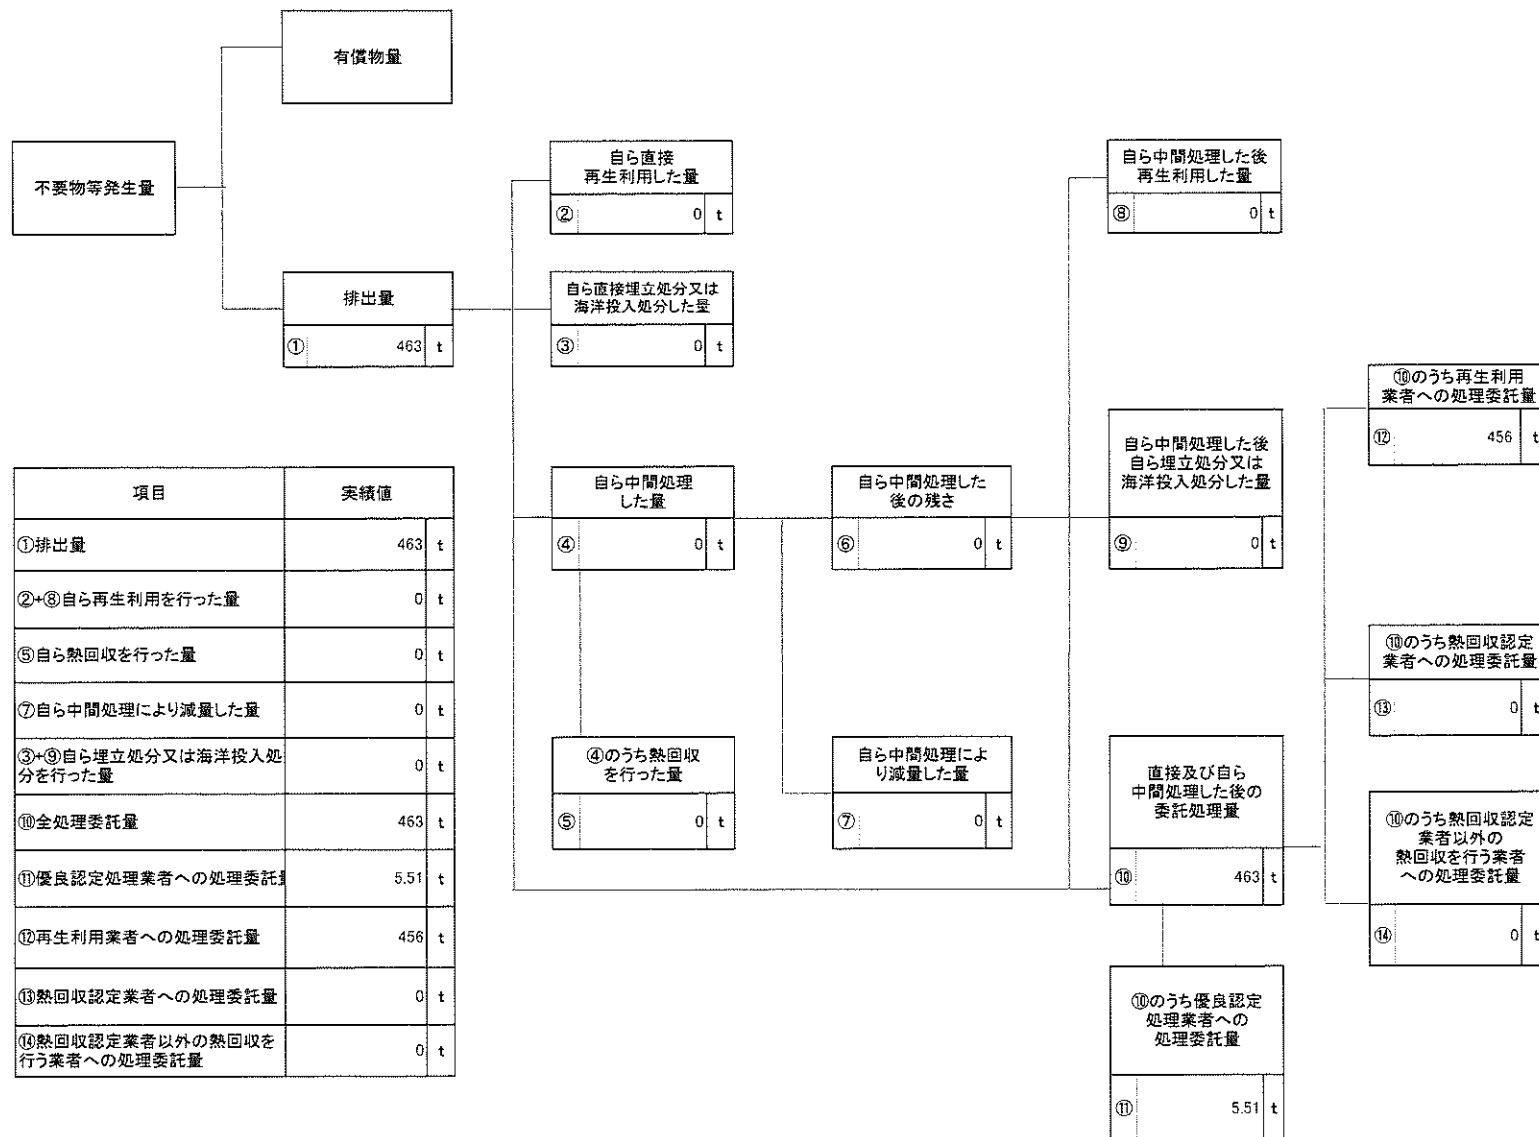 有償物量
不要物等発生量
排出量
① 463 t
自ら直接
再生利用した量
② 0 t
自ら直接埋立処分又は
海洋投入処分した量
③ 0 t
自ら中間処理
した量
④ 0 t
④のうち熱回収
を行った量
⑤ 0 t
自ら中間処理した
後の残さ
⑥ 0 t
自ら中間処理によ
り減量した量
⑦ 0 t
自ら中間処理した後
再生利用した量
⑧ 0 t
自ら中間処理した後
自ら埋立処分又は
海洋投入処分した量
⑨ 0 t
直接及び自ら
中間処理した後の
委託処理量
⑩ 463 t
⑩のうち優良認定
処理業者への
処理委託量
⑪ 5.51 t
⑩のうち再生利用
業者への処理委託量
⑫ 456 t
⑩のうち熱回収認定
業者への処理委託量
⑬ 0 t
⑩のうち熱回収認定
業者以外の
熱回収を行う業者
への処理委託量
⑭ 0 t
項目 実績値
①排出量 463 t
②+⑧自ら再生利用を行った量 0 t
⑤自ら熱回収を行った量 0 t
⑦自ら中間処理により減量した量 0 t
③+⑨自ら埋立処分又は海洋投入処
分を行った量 0 t
⑩全処理委託量 463 t
⑪優良認定処理業者への処理委託 5.51 t
⑫再生利用業者への処理委託量 456 t
⑬熱回収認定業者への処理委託量 0 t
⑭熱回収認定業者以外の熱回収を
行う業者への処理委託量 0 t